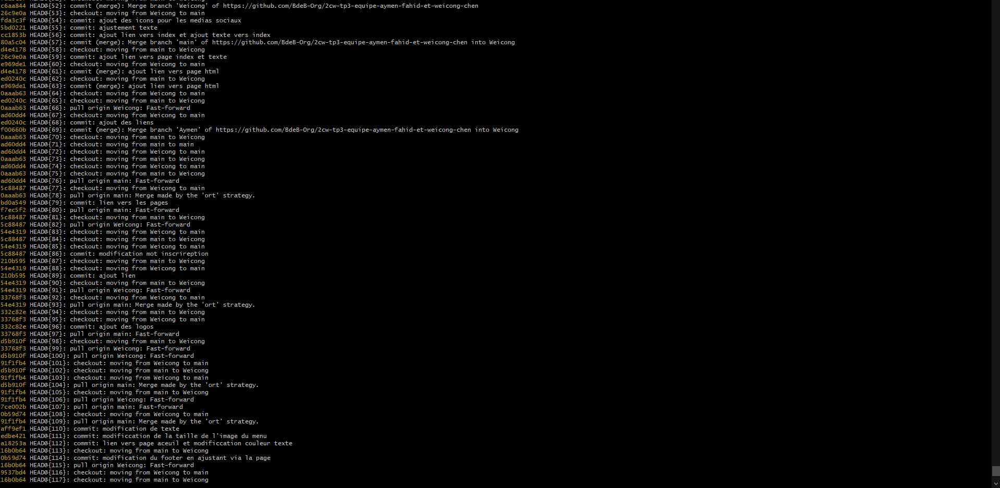 c6aa844 HEAD@{52}: commit (merge): Merge branch 'Weicong' of https://github.com/BdeB-Org/2cw-tp3-equipe-aymen-fahid-et-weicong-chen
26c9e0a HEAD@{53}: checkout: moving from Weicong to main
fda3c3f HEAD@{54}: commit: ajout des icons pour les medias sociaux
5bd0221 HEAD@{55}: commit: ajustement texte
cc1853b HEAD@{56}: commit: ajout lien vers index et ajout texte vers index
80a5c04 HEAD@{57}: commit (merge): Merge branch 'main' of https://github.com/BdeB-Org/2cw-tp3-equipe-aymen-fahid-et-weicong-chen into Weicong
d4e4178 HEAD@{58}: checkout: moving from main to Weicong
26c9e0a HEAD@{59}: commit: ajout lien vers page index et texte
e969de1 HEAD@{60}: checkout: moving from Weicong to main
d4e4178 HEAD@{61}: commit (merge): ajout lien vers page html
ed0240c HEAD@{62}: checkout: moving from main to Weicong
e969de1 HEAD@{63}: commit (merge): ajout lien vers page html
0aaab63 HEAD@{64}: checkout: moving from Weicong to main
ed0240c HEAD@{65}: checkout: moving from main to Weicong
0aaab63 HEAD@{66}: pull origin Weicong: Fast-forward
ad60dd4 HEAD@{67}: checkout: moving from Weicong to main
ed0240c HEAD@{68}: commit: ajout des liens
f00660b HEAD@{69}: commit (merge): Merge branch 'Aymen' of https://github.com/BdeB-Org/2cw-tp3-equipe-aymen-fahid-et-weicong-chen into Weicong
0aaab63 HEAD@{70}: checkout: moving from main to Weicong
ad60dd4 HEAD@{71}: checkout: moving from main to main
ad60dd4 HEAD@{72}: checkout: moving from Weicong to main
0aaab63 HEAD@{73}: checkout: moving from main to Weicong
ad60dd4 HEAD@{74}: checkout: moving from Weicong to main
0aaab63 HEAD@{75}: checkout: moving from main to Weicong
ad60dd4 HEAD@{76}: pull origin main: Fast-forward
5c88487 HEAD@{77}: checkout: moving from Weicong to main
0aaab63 HEAD@{78}: pull origin main: Merge made by the 'ort' strategy.
bd0a549 HEAD@{79}: commit: lien vers les pages
f7ec5f2 HEAD@{80}: pull origin main: Fast-forward
5c88487 HEAD@{81}: checkout: moving from main to Weicong
5c88487 HEAD@{82}: pull origin Weicong: Fast-forward
54e4319 HEAD@{83}: checkout: moving from Weicong to main
5c88487 HEAD@{84}: checkout: moving from main to Weicong
54e4319 HEAD@{85}: checkout: moving from Weicong to main
5c88487 HEAD@{86}: commit: modification mot inscrireption
210b595 HEAD@{87}: checkout: moving from main to Weicong
54e4319 HEAD@{88}: checkout: moving from Weicong to main
210b595 HEAD@{89}: commit: ajout lien
54e4319 HEAD@{90}: checkout: moving from main to Weicong
54e4319 HEAD@{91}: pull origin Weicong: Fast-forward
33768f3 HEAD@{92}: checkout: moving from Weicong to main
54e4319 HEAD@{93}: pull origin main: Merge made by the 'ort' strategy.
332c82e HEAD@{94}: checkout: moving from main to Weicong
33768f3 HEAD@{95}: checkout: moving from Weicong to main
332c82e HEAD@{96}: commit: ajout des logos
33768f3 HEAD@{97}: pull origin main: Fast-forward
d5b910f HEAD@{98}: checkout: moving from main to Weicong
33768f3 HEAD@{99}: pull origin Weicong: Fast-forward
d5b910f HEAD@{100}: pull origin Weicong: Fast-forward
91f1fb4 HEAD@{101}: checkout: moving from Weicong to main
d5b910f HEAD@{102}: checkout: moving from main to Weicong
91f1fb4 HEAD@{103}: checkout: moving from Weicong to main
d5b910f HEAD@{104}: pull origin main: Merge made by the 'ort' strategy.
91f1fb4 HEAD@{105}: checkout: moving from main to Weicong
91f1fb4 HEAD@{106}: pull origin Weicong: Fast-forward
7ce002b HEAD@{107}: pull origin main: Fast-forward
0b59d74 HEAD@{108}: checkout: moving from Weicong to main
91f1fb4 HEAD@{109}: pull origin main: Merge made by the 'ort' strategy.
aff9ef1 HEAD@{110}: commit: modification de texte
edbe421 HEAD@{111}: commit: modificcation de la taille de l'image du menu
a18253a HEAD@{112}: commit: lien vers page aceuil et modificcation couleur texte
16b0b64 HEAD@{113}: checkout: moving from main to Weicong
0b59d74 HEAD@{114}: commit: modification du footer en ajustant via la page
16b0b64 HEAD@{115}: pull origin Weicong: Fast-forward
9537bd4 HEAD@{116}: checkout: moving from Weicong to main
16b0b64 HEAD@{117}: checkout: moving from main to Weicong